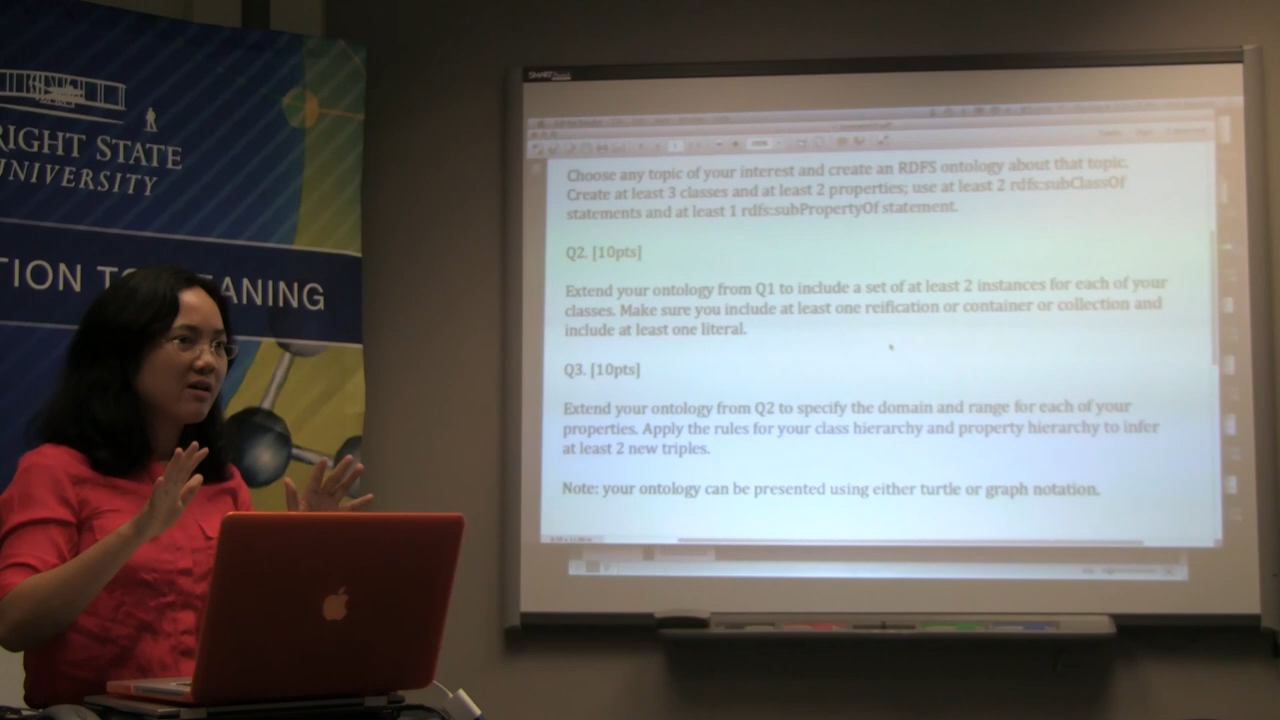 RIGHT STATE
UNIVERSITY
TION TO
EANING
SMART
Choose any topic of your interest and create an RDFS ontology about that topic.
Create at least 3 classes and at least 2 properties; use at least 2 rdfs:subClassOf
statements and at least 1 rdfs:subPropertyOf statement.
Q2. [10pts]
Extend your ontology from Q1 to include a set of at least 2 instances for each of your
classes. Make sure you include at least one reification or container or collection and
include at least one literal.
Q3. [10pts]
Extend your ontology from Q2 to specify the domain and range for each of your
properties. Apply the rules for your class hierarchy and property hierarchy to infer
at least 2 new triples.
Note: your ontology can be presented using either turtle or graph notation.